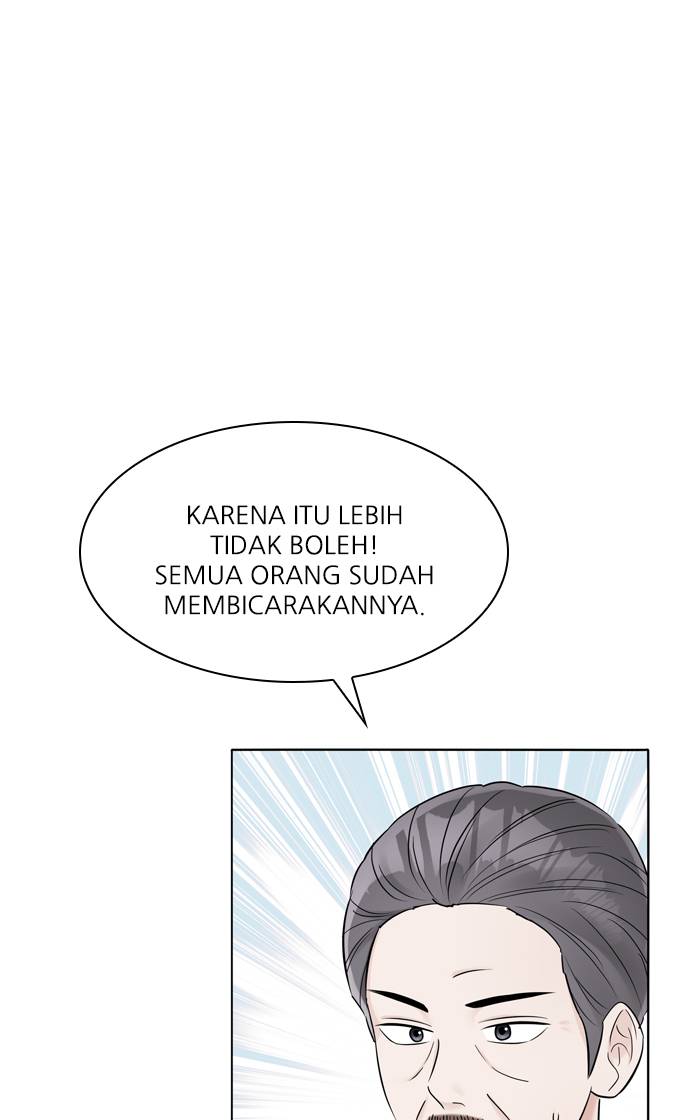 KARENA ITU LEBIH
TIDAK BOLEH!
SEMUA ORANG SUDAH
MEMBICARAKANNYA.